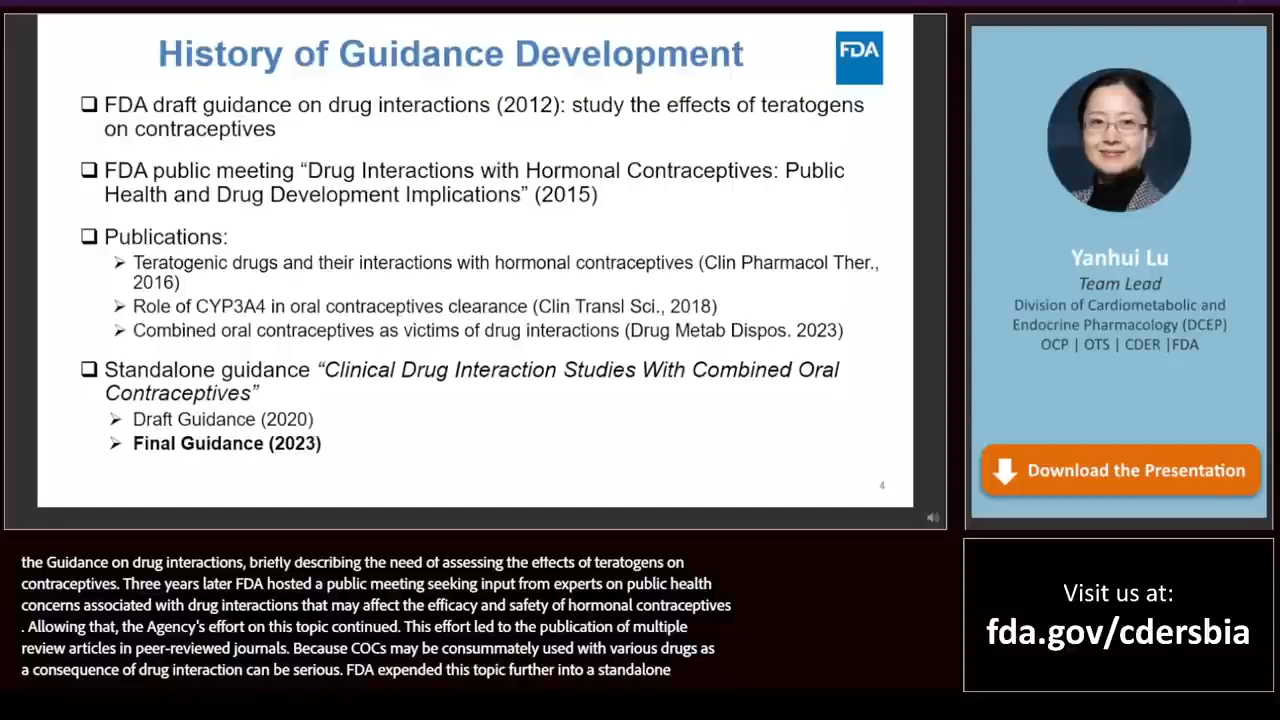 History of Guidance Development
FDA
❑ FDA draft guidance on drug interactions (2012): study the effects of teratogens
on contraceptives
❑ FDA public meeting “Drug Interactions with Hormonal Contraceptives: Public
Health and Drug Development Implications” (2015)
❑ Publications:
➢ Teratogenic drugs and their interactions with hormonal contraceptives (Clin Pharmacol Ther.,
2016)
➢ Role of CYP3A4 in oral contraceptives clearance (Clin Transl Sci., 2018)
➢ Combined oral contraceptives as victims of drug interactions (Drug Metab Dispos. 2023)
❑ Standalone guidance “Clinical Drug Interaction Studies With Combined Oral
Contraceptives”
➢ Draft Guidance (2020)
➢ Final Guidance (2023)
4
Yanhui Lu
Team Lead
Division of Cardiometabolic and
Endocrine Pharmacology (DCEP)
OCP | OTS | CDER |FDA
Download the Presentation
the Guidance on drug interactions, briefly describing the need of assessing the effects of teratogens on
contraceptives. Three years later FDA hosted a public meeting seeking input from experts on public health
concerns associated with drug interactions that may affect the efficacy and safety of hormonal contraceptives
. Allowing that, the Agency's effort on this topic continued. This effort led to the publication of multiple
review articles in peer-reviewed journals. Because COCs may be consummately used with various drugs as
a consequence of drug interaction can be serious. FDA expended this topic further into a standalone
Visit us at:
fda.gov/cdersbia